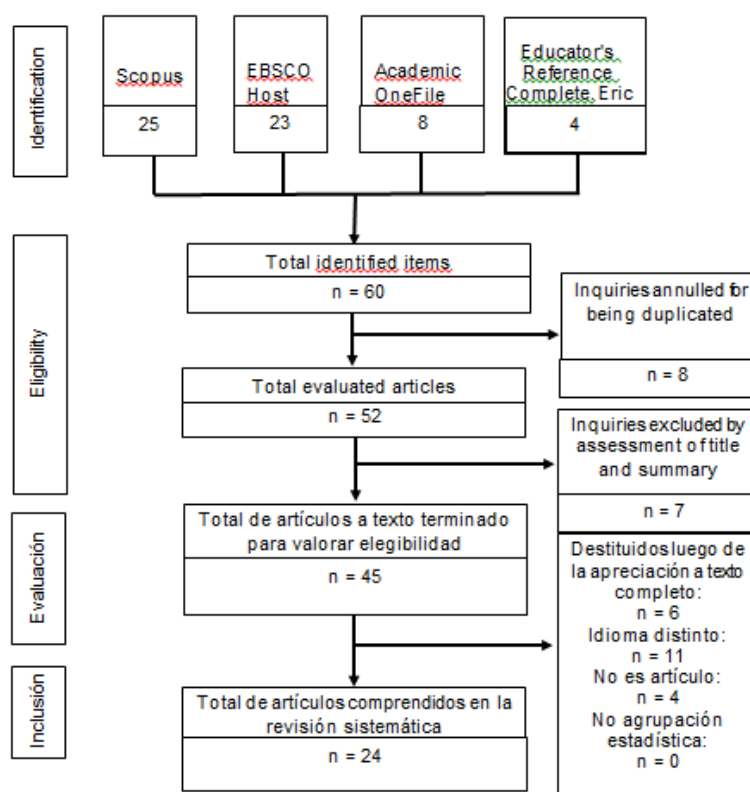 Identification
Scopus
25
EBSCO
Host
23
Academic
OneFile
8
Educator's
Reference
Complete, Eric
4
Eligibility
Total identified items
n = 60
Inquiries annulled for
being duplicated
n = 8
Total evaluated articles
n = 52
Inquiries excluded by
assessment of title
and summary
n = 7
Evaluación
Total de artículos a texto terminado
para valorar elegibilidad
n = 45
Destituidos luego de
la apreciación a texto
completo:
n = 6
Idioma distinto:
n = 11
No es artículo:
n = 4
No agrupación
estadística:
n = 0
Inclusión
Total de artículos comprendidos en la
revisión sistemática
n = 24